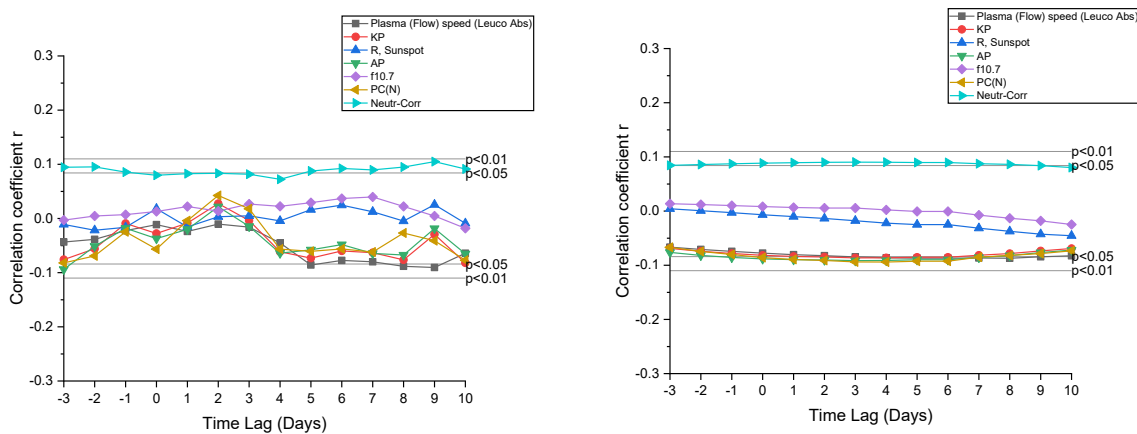 Plasma (Flow) speed (Leuco Abs)
KP
R, Sunspot
AP
f10.7
PC(N)
Neutr-Corr
0.3
0.2
0.1
0.0
-0.1
-0.2
-0.3
Correlation coefficient r
p<0.01
p<0.05
p<0.05
p<0.01
-3 -2 -1 0 1 2 3 4 5 6 7 8 9 10
Time Lag (Days)
Plasma (Flow) speed (Leuco Abs)
KP
R, Sunspot
AP
f10.7
PC(N)
Neutr-Corr
0.3
0.2
0.1
0.0
-0.1
-0.2
-0.3
Correlation coefficient r
p<0.01
p<0.05
p<0.05
p<0.01
-3 -2 -1 0 1 2 3 4 5 6 7 8 9 10
Time Lag (Days)